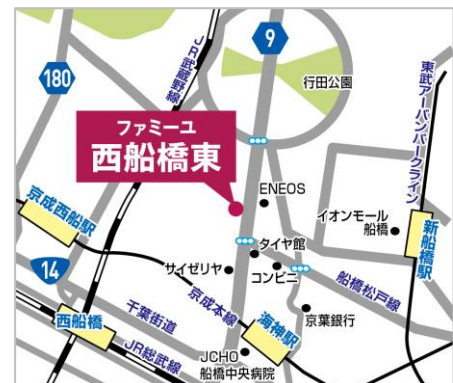 9
JR武蔵野線
180
行田公園
東武アーバンパークライン
ファミーユ
西船橋東
ENEOS
京成西船駅
イオンモール
船橋
新船橋駅
タイヤ館
14
サイゼリヤ
コンビニ
船橋松戸線
千葉街道
京成本線
西船橋
海神駅
京葉銀行
JR総武線
JCHO
船橋中央病院